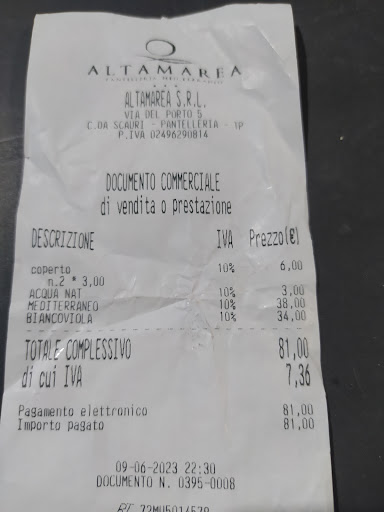 ALTAMAREA
PANTELLERIA MEDITERRANEO
★★★
ALTAMAREA S.R.L.
VIA DEL PORTO 5
C.DA SCAURI - PANTELLERIA - TP
P.IVA 02496290814
DOCUMENTO COMMERCIALE
di vendita o prestazione
DESCRIZIONE IVA Prezzo(€)
coperto 10% 6,00
n.2 * 3,00
ACQUA NAT 10% 3,00
MEDITERRANEO 10% 38,00
BIANCOVIOLA 10% 34,00
TOTALE COMPLESSIVO 81,00
di cui IVA 7,36
Pagamento elettronico 81,00
Importo pagato 81,00
09-06-2023 22:30
DOCUMENTO N. 0395-0008
RT